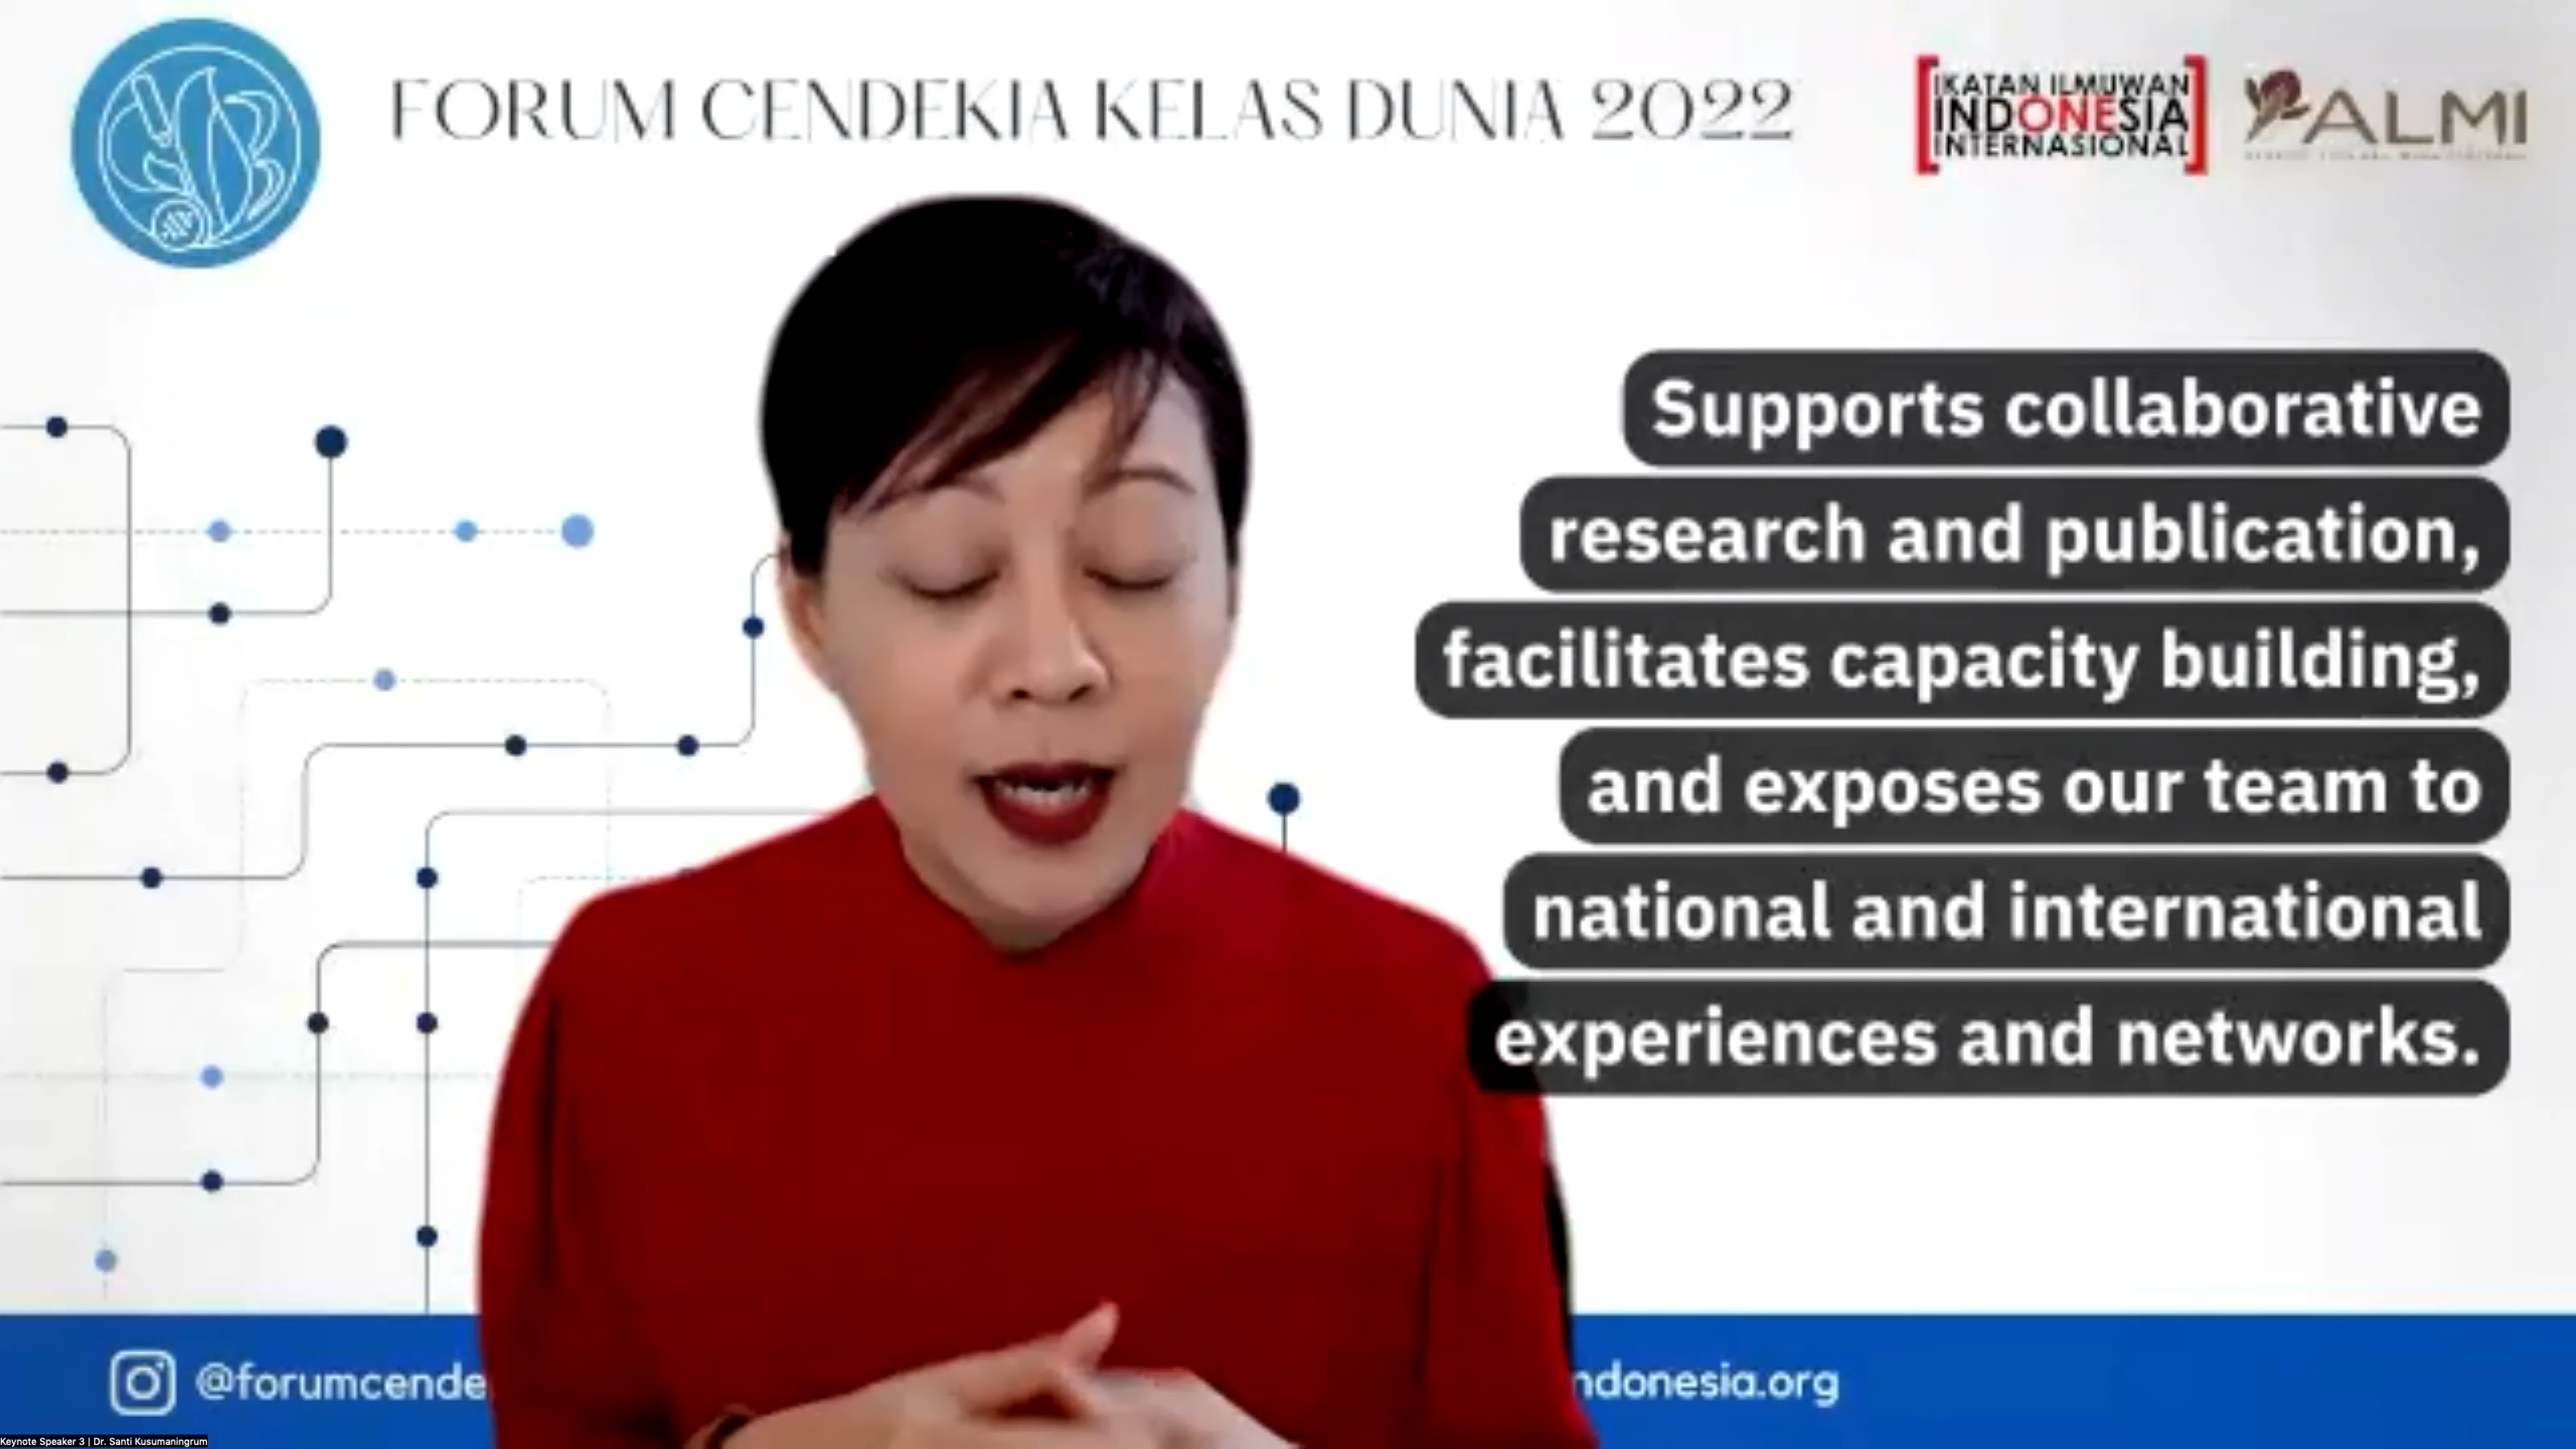 FORUM CENDEKIA KELAS DUNIA 2022
IKATAN ILMUWAN
INDONESIA
INTERNASIONAL
ALMI
Supports collaborative
research and publication,
facilitates capacity building,
and exposes our team to
national and international
experiences and networks.
@forumcende
ndonesia.org
Keynote Speaker 3 | Dr. Santi Kusumaningrum